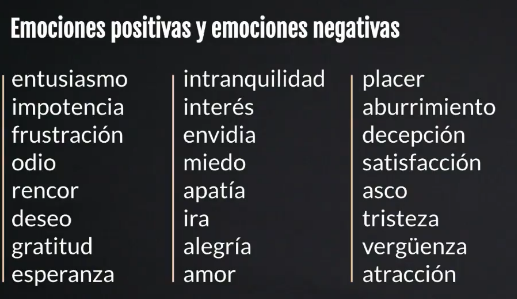 Emociones positivas y emociones negativas
entusiasmo
impotencia
frustración
odio
rencor
deseo
gratitud
esperanza
intranquilidad
interés
envidia
miedo
apatía
ira
alegría
amor
placer
aburrimiento
decepción
satisfacción
asco
tristeza
vergüenza
atracción